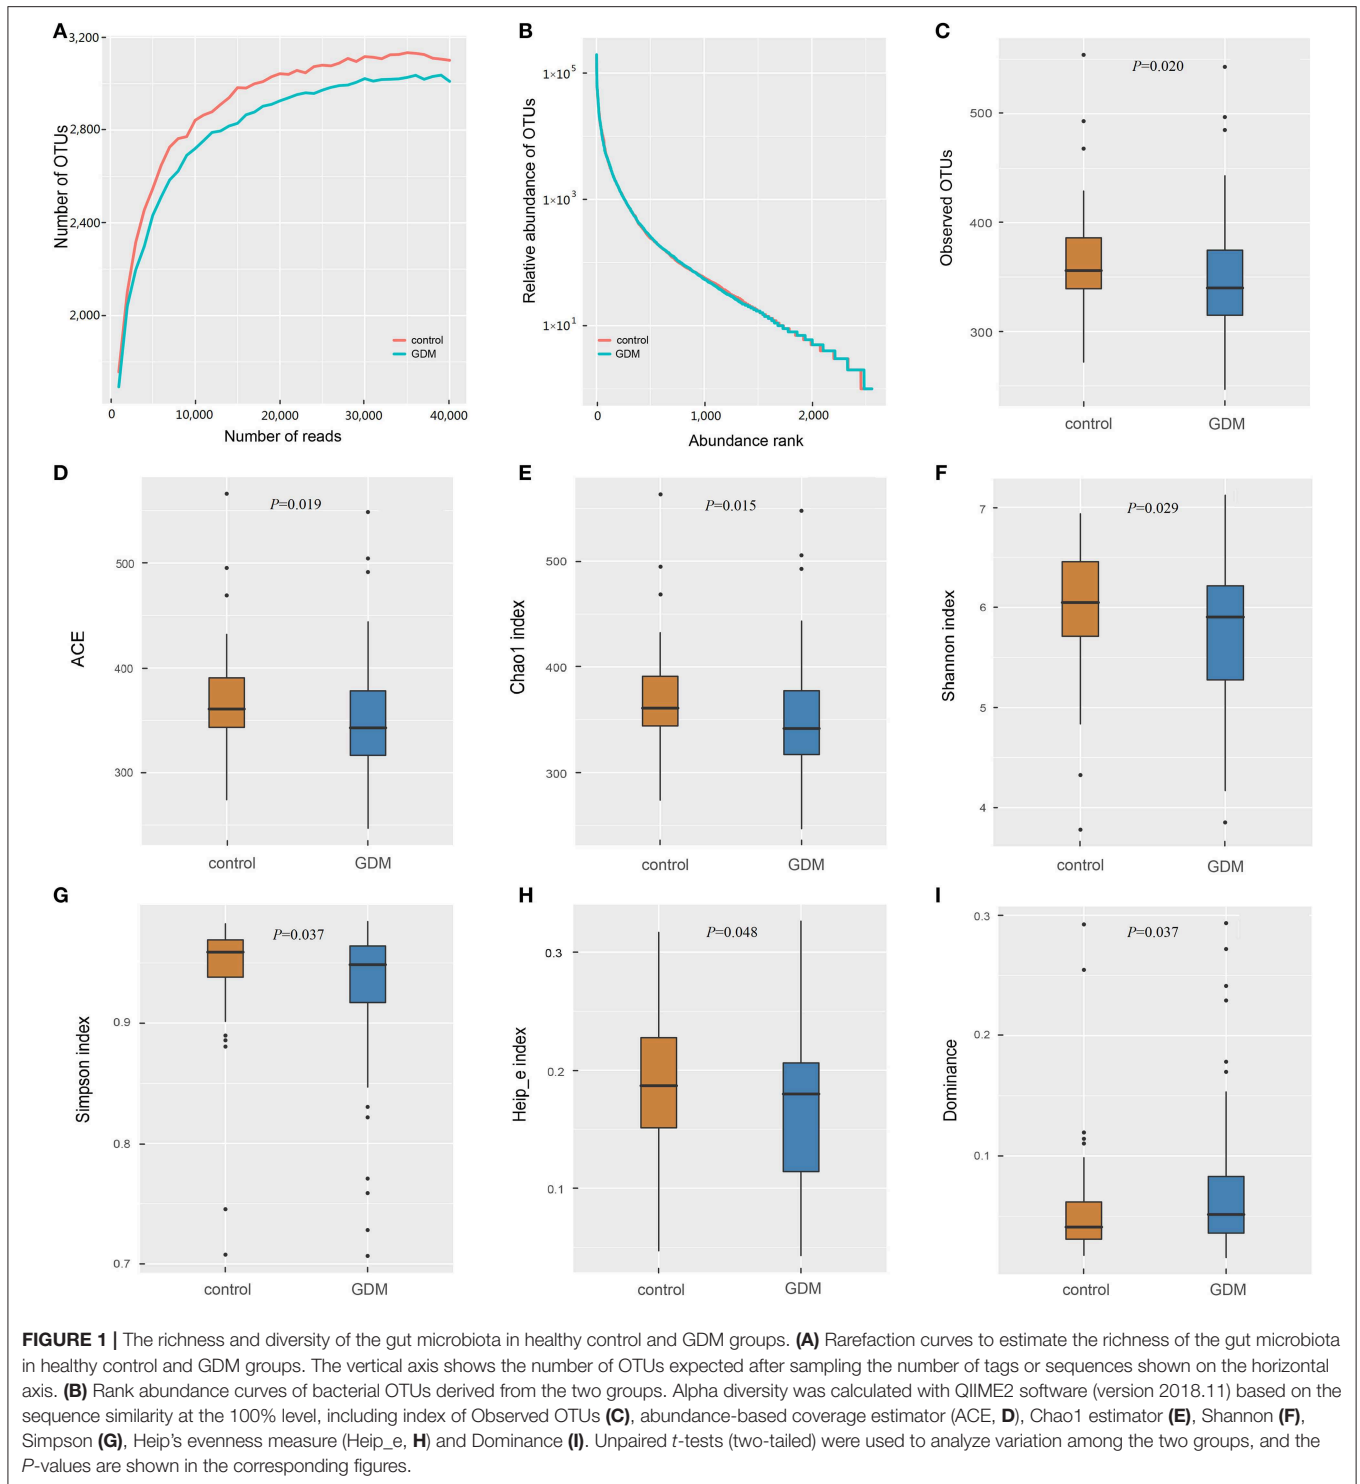 A
3,200
2,800
2,400
2,000
Number of OTUs
control
GDM
0 10,000 20,000 30,000 40,000
Number of reads
B
1×10⁵
1×10³
1×10¹
Relative abundance of OTUs
control
GDM
0 1,000 2,000
Abundance rank
C
P=0.020
500
400
300
Observed OTUs
control GDM
D
P=0.019
500
400
300
ACE
control GDM
E
P=0.015
500
400
300
Chao1 index
control GDM
F
P=0.029
7
6
5
4
Shannon index
control GDM
G
P=0.037
0.9
0.8
0.7
Simpson index
control GDM
H
P=0.048
0.3
0.2
0.1
Heip_e index
control GDM
I
P=0.037
0.3
0.2
0.1
Dominance
control GDM
FIGURE 1 | The richness and diversity of the gut microbiota in healthy control and GDM groups. (A) Rarefaction curves to estimate the richness of the gut microbiota
in healthy control and GDM groups. The vertical axis shows the number of OTUs expected after sampling the number of tags or sequences shown on the horizontal
axis. (B) Rank abundance curves of bacterial OTUs derived from the two groups. Alpha diversity was calculated with QIIME2 software (version 2018.11) based on the
sequence similarity at the 100% level, including index of Observed OTUs (C), abundance-based coverage estimator (ACE, D), Chao1 estimator (E), Shannon (F),
Simpson (G), Heip's evenness measure (Heip_e, H) and Dominance (I). Unpaired t-tests (two-tailed) were used to analyze variation among the two groups, and the
P-values are shown in the corresponding figures.